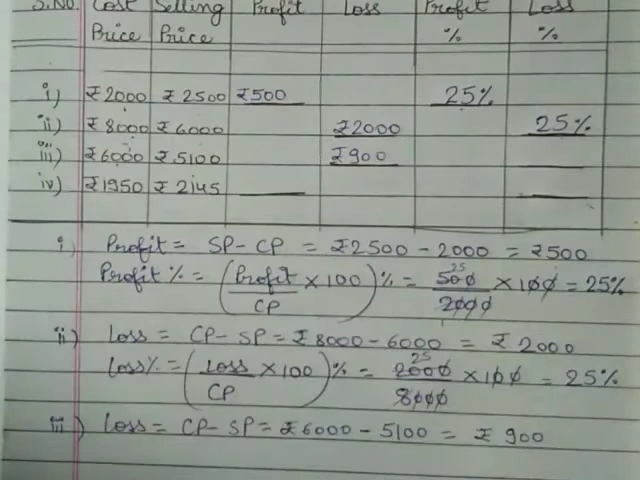 S.No. Cost Price Selling Price Profit Loss Profit % Loss %
i) ₹2000 ₹2500 ₹500 25%
ii) ₹8000 ₹6000 ₹2000 25%
iii) ₹6000 ₹5100 ₹900
iv) ₹1950 ₹2145
i) Profit = SP - CP = ₹2500 - 2000 = ₹500
Profit % = (Profit/CP × 100)% = 500/2000 × 100 = 25%
ii) Loss = CP - SP = ₹8000 - 6000 = ₹2000
Loss% = (Loss/CP × 100)% = 2000/8000 × 100 = 25%
iii) Loss = CP - SP = ₹6000 - 5100 = ₹900